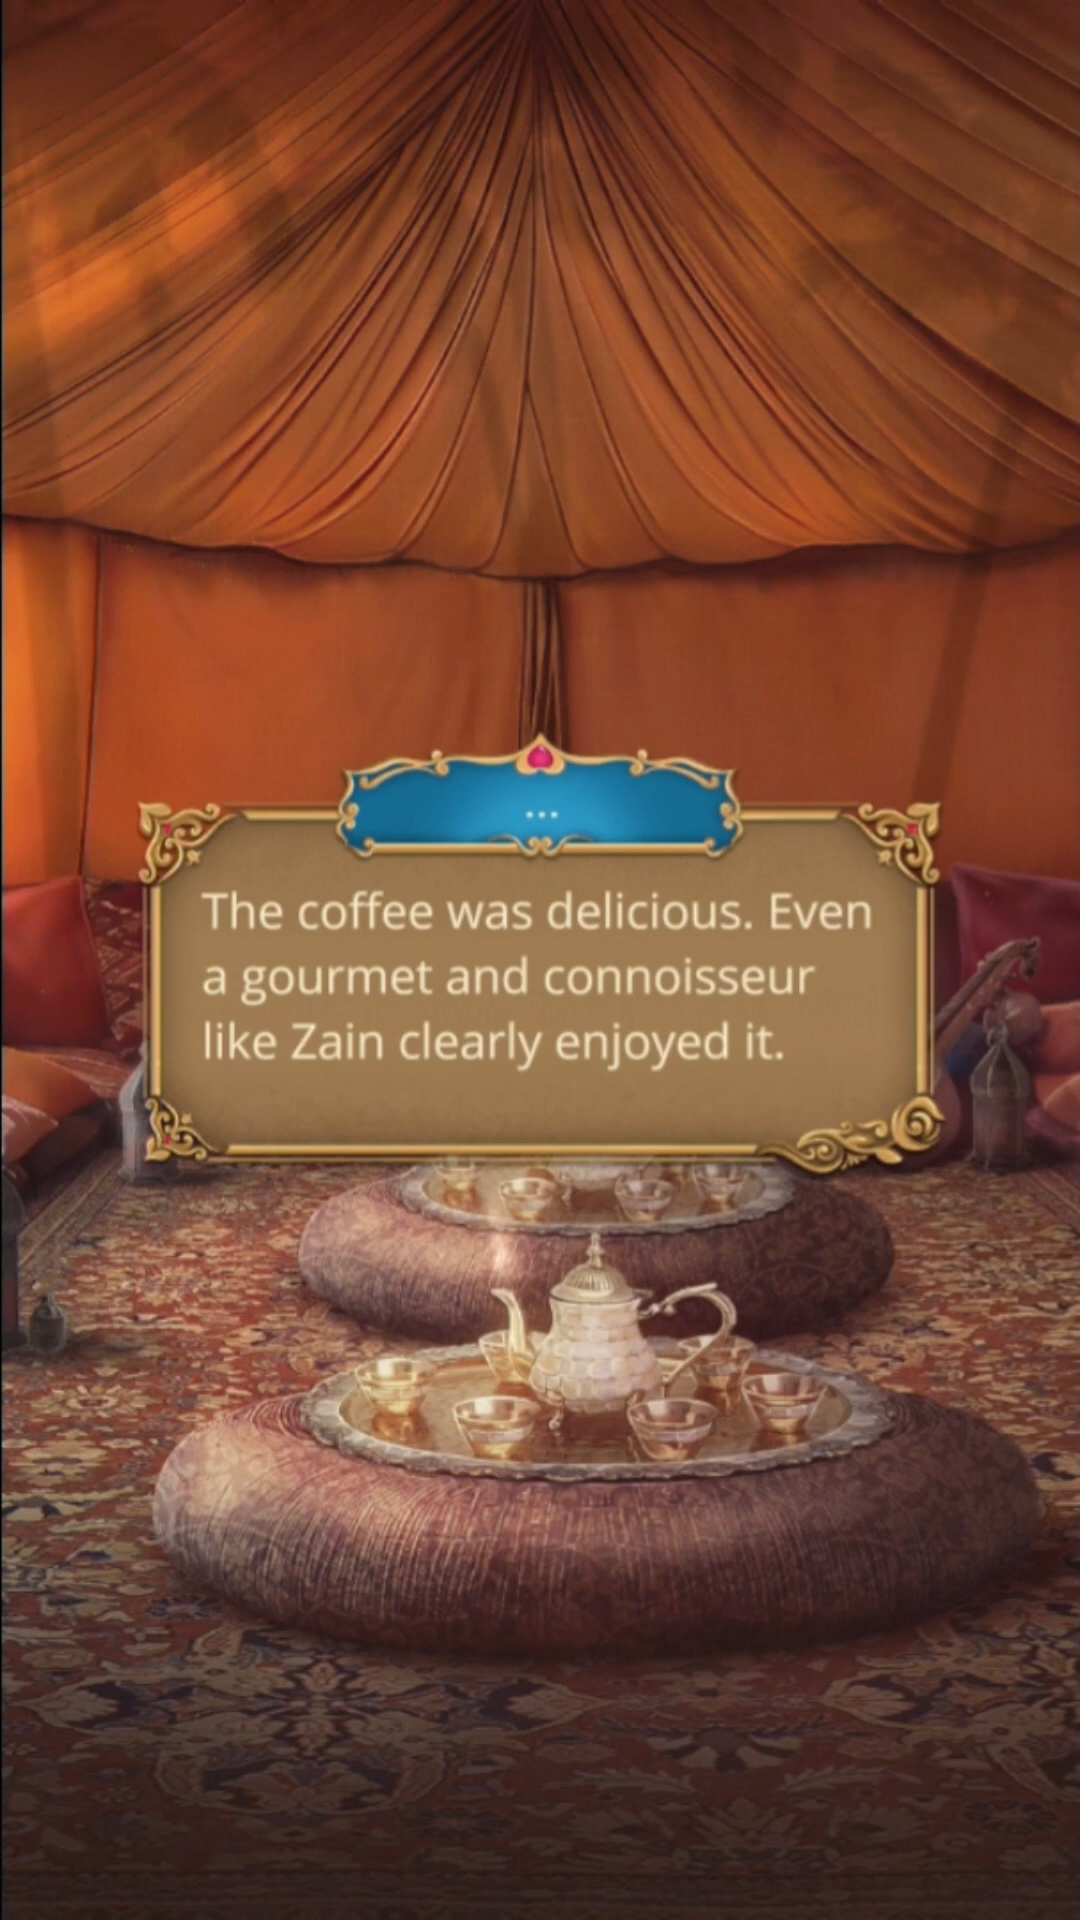 ...
The coffee was delicious. Even
a gourmet and connoisseur
like Zain clearly enjoyed it.